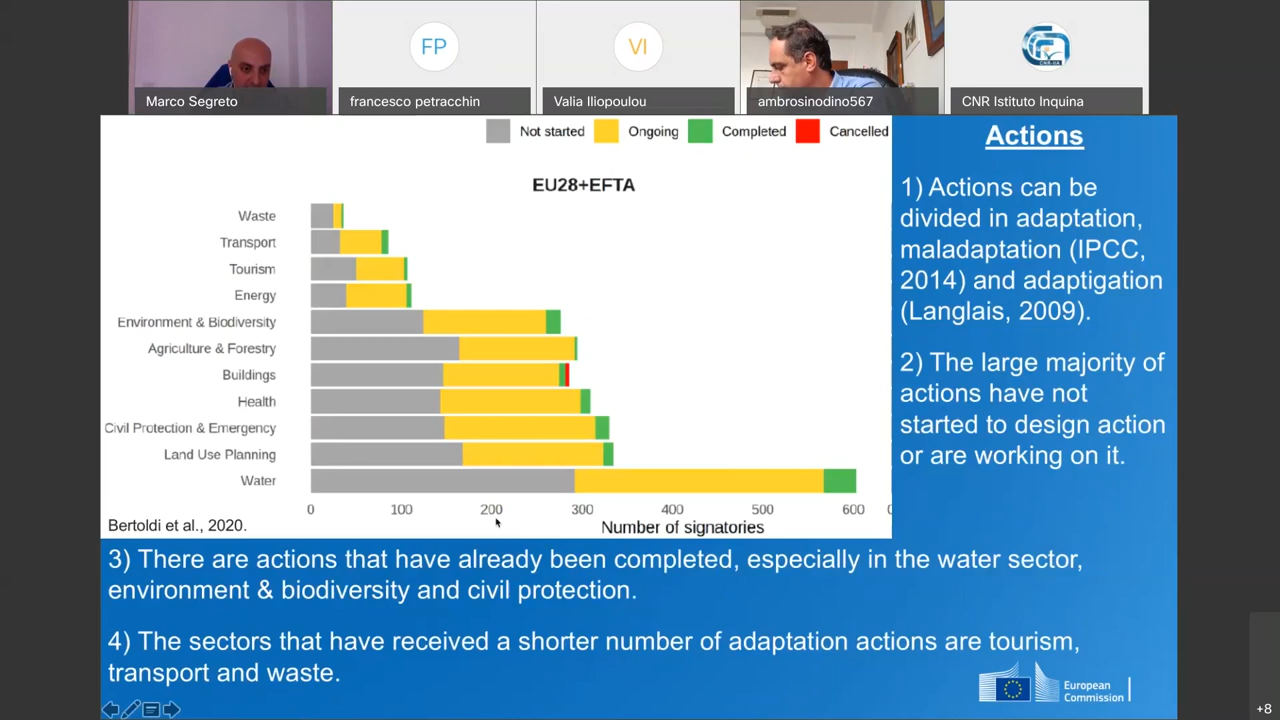 FP
VI
CNR-IIA
Marco Segreto
francesco petracchin
Valia Iliopoulou
ambrosinodino567
CNR Istituto Inquina
Not started
Ongoing
Completed
Cancelled
EU28+EFTA
Waste
Transport
Tourism
Energy
Environment & Biodiversity
Agriculture & Forestry
Buildings
Health
Civil Protection & Emergency
Land Use Planning
Water
0 100 200 300 400 500 600
Number of signatories
Bertoldi et al., 2020.
Actions
1) Actions can be
divided in adaptation,
maladaptation (IPCC,
2014) and adaptigation
(Langlais, 2009).
2) The large majority of
actions have not
started to design action
or are working on it.
3) There are actions that have already been completed, especially in the water sector,
environment & biodiversity and civil protection.
4) The sectors that have received a shorter number of adaptation actions are tourism,
transport and waste.
European
Commission
+8